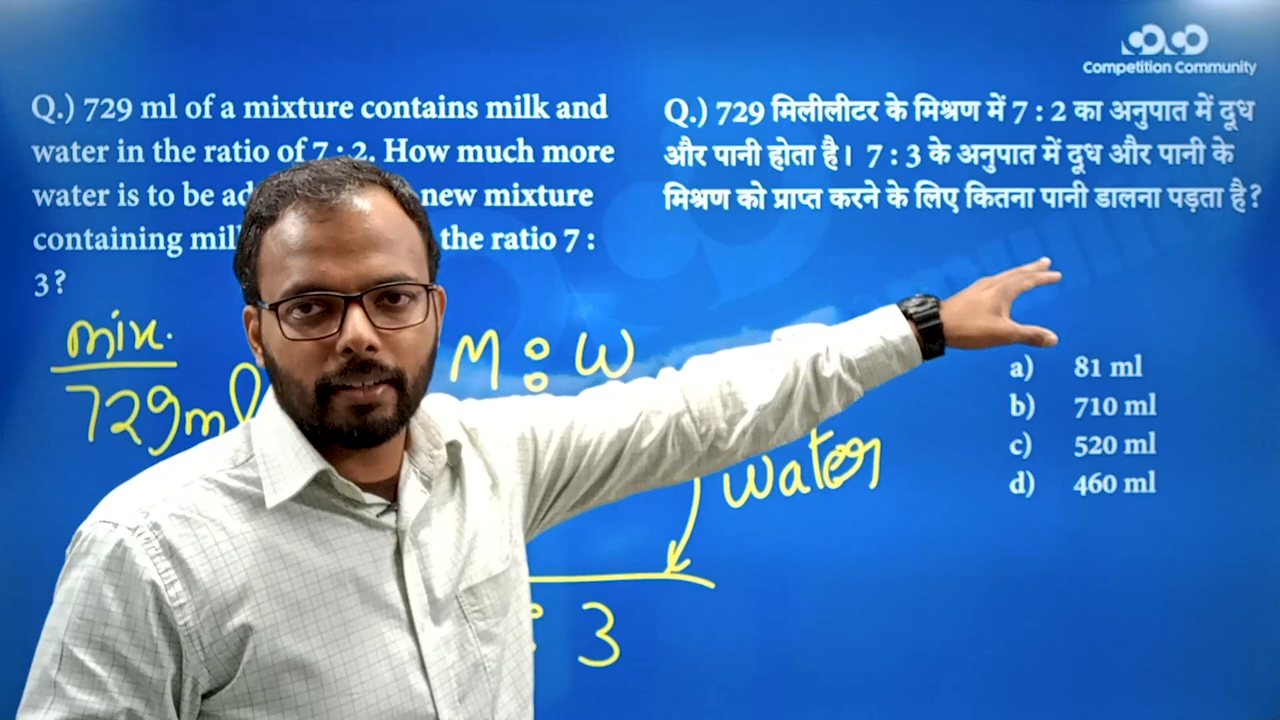 Competition Community
Q.) 729 ml of a mixture contains milk and
water in the ratio of 7 : 2. How much more
water is to be ad new mixture
containing mil the ratio 7 :
3?
Q.) 729 मिलीलीटर के मिश्रण में 7 : 2 का अनुपात में दूध
और पानी होता है। 7 : 3 के अनुपात में दूध और पानी के
मिश्रण को प्राप्त करने के लिए कितना पानी डालना पड़ता है?
mix.
729ml
M : W
water
: 3
a) 81 ml
b) 710 ml
c) 520 ml
d) 460 ml